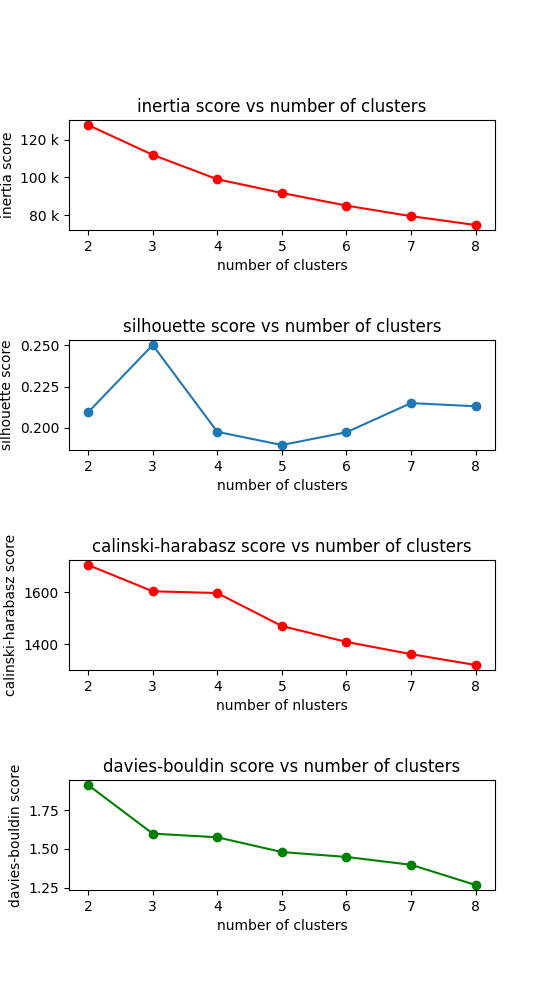 inertia score vs number of clusters
inertia score
120 k
100 k
80 k
2 3 4 5 6 7 8
number of clusters
silhouette score vs number of clusters
silhouette score
0.250
0.225
0.200
2 3 4 5 6 7 8
number of clusters
calinski-harabasz score vs number of clusters
calinski-harabasz score
1600
1400
2 3 4 5 6 7 8
number of nlusters
davies-bouldin score vs number of clusters
davies-bouldin score
1.75
1.50
1.25
2 3 4 5 6 7 8
number of clusters